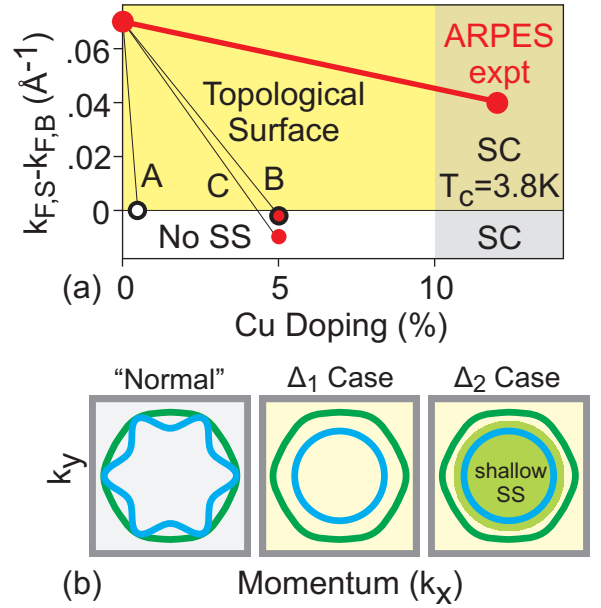 k_F,S-k_F,B (Å⁻¹)
.06
.04
.02
0
ARPES
expt
Topological
Surface
A
C
B
SC
T_c=3.8K
No SS
SC
(a)
0
5
10
Cu Doping (%)
“Normal”
Δ₁ Case
Δ₂ Case
k_y
shallow
SS
(b)
Momentum (k_x)